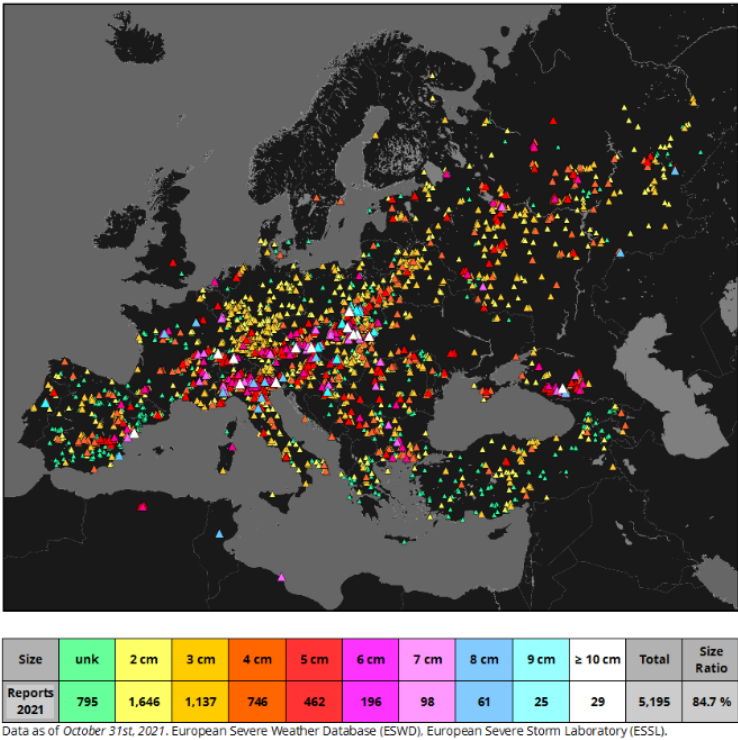 Size unk 2 cm 3 cm 4 cm 5 cm 6 cm 7 cm 8 cm 9 cm ≥ 10 cm Total Size Ratio
Reports 2021 795 1,646 1,137 746 462 196 98 61 25 29 5,195 84.7 %
Data as of October 31st, 2021. European Severe Weather Database (ESWD), European Severe Storm Laboratory (ESSL).